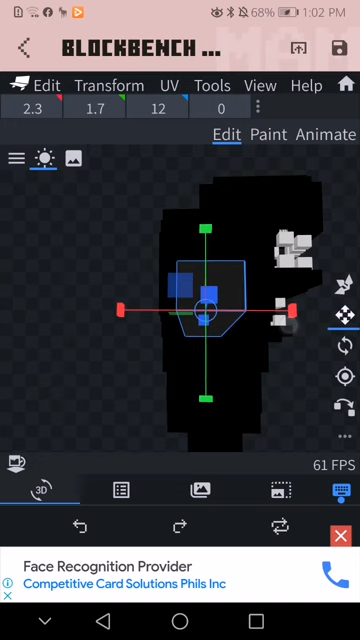 68% 1:02 PM
BLOCKBENCH ...
Edit Transform UV Tools View Help
2.3 1.7 12 0
Edit Paint Animate
61 FPS
3D
Face Recognition Provider
Competitive Card Solutions Phils Inc